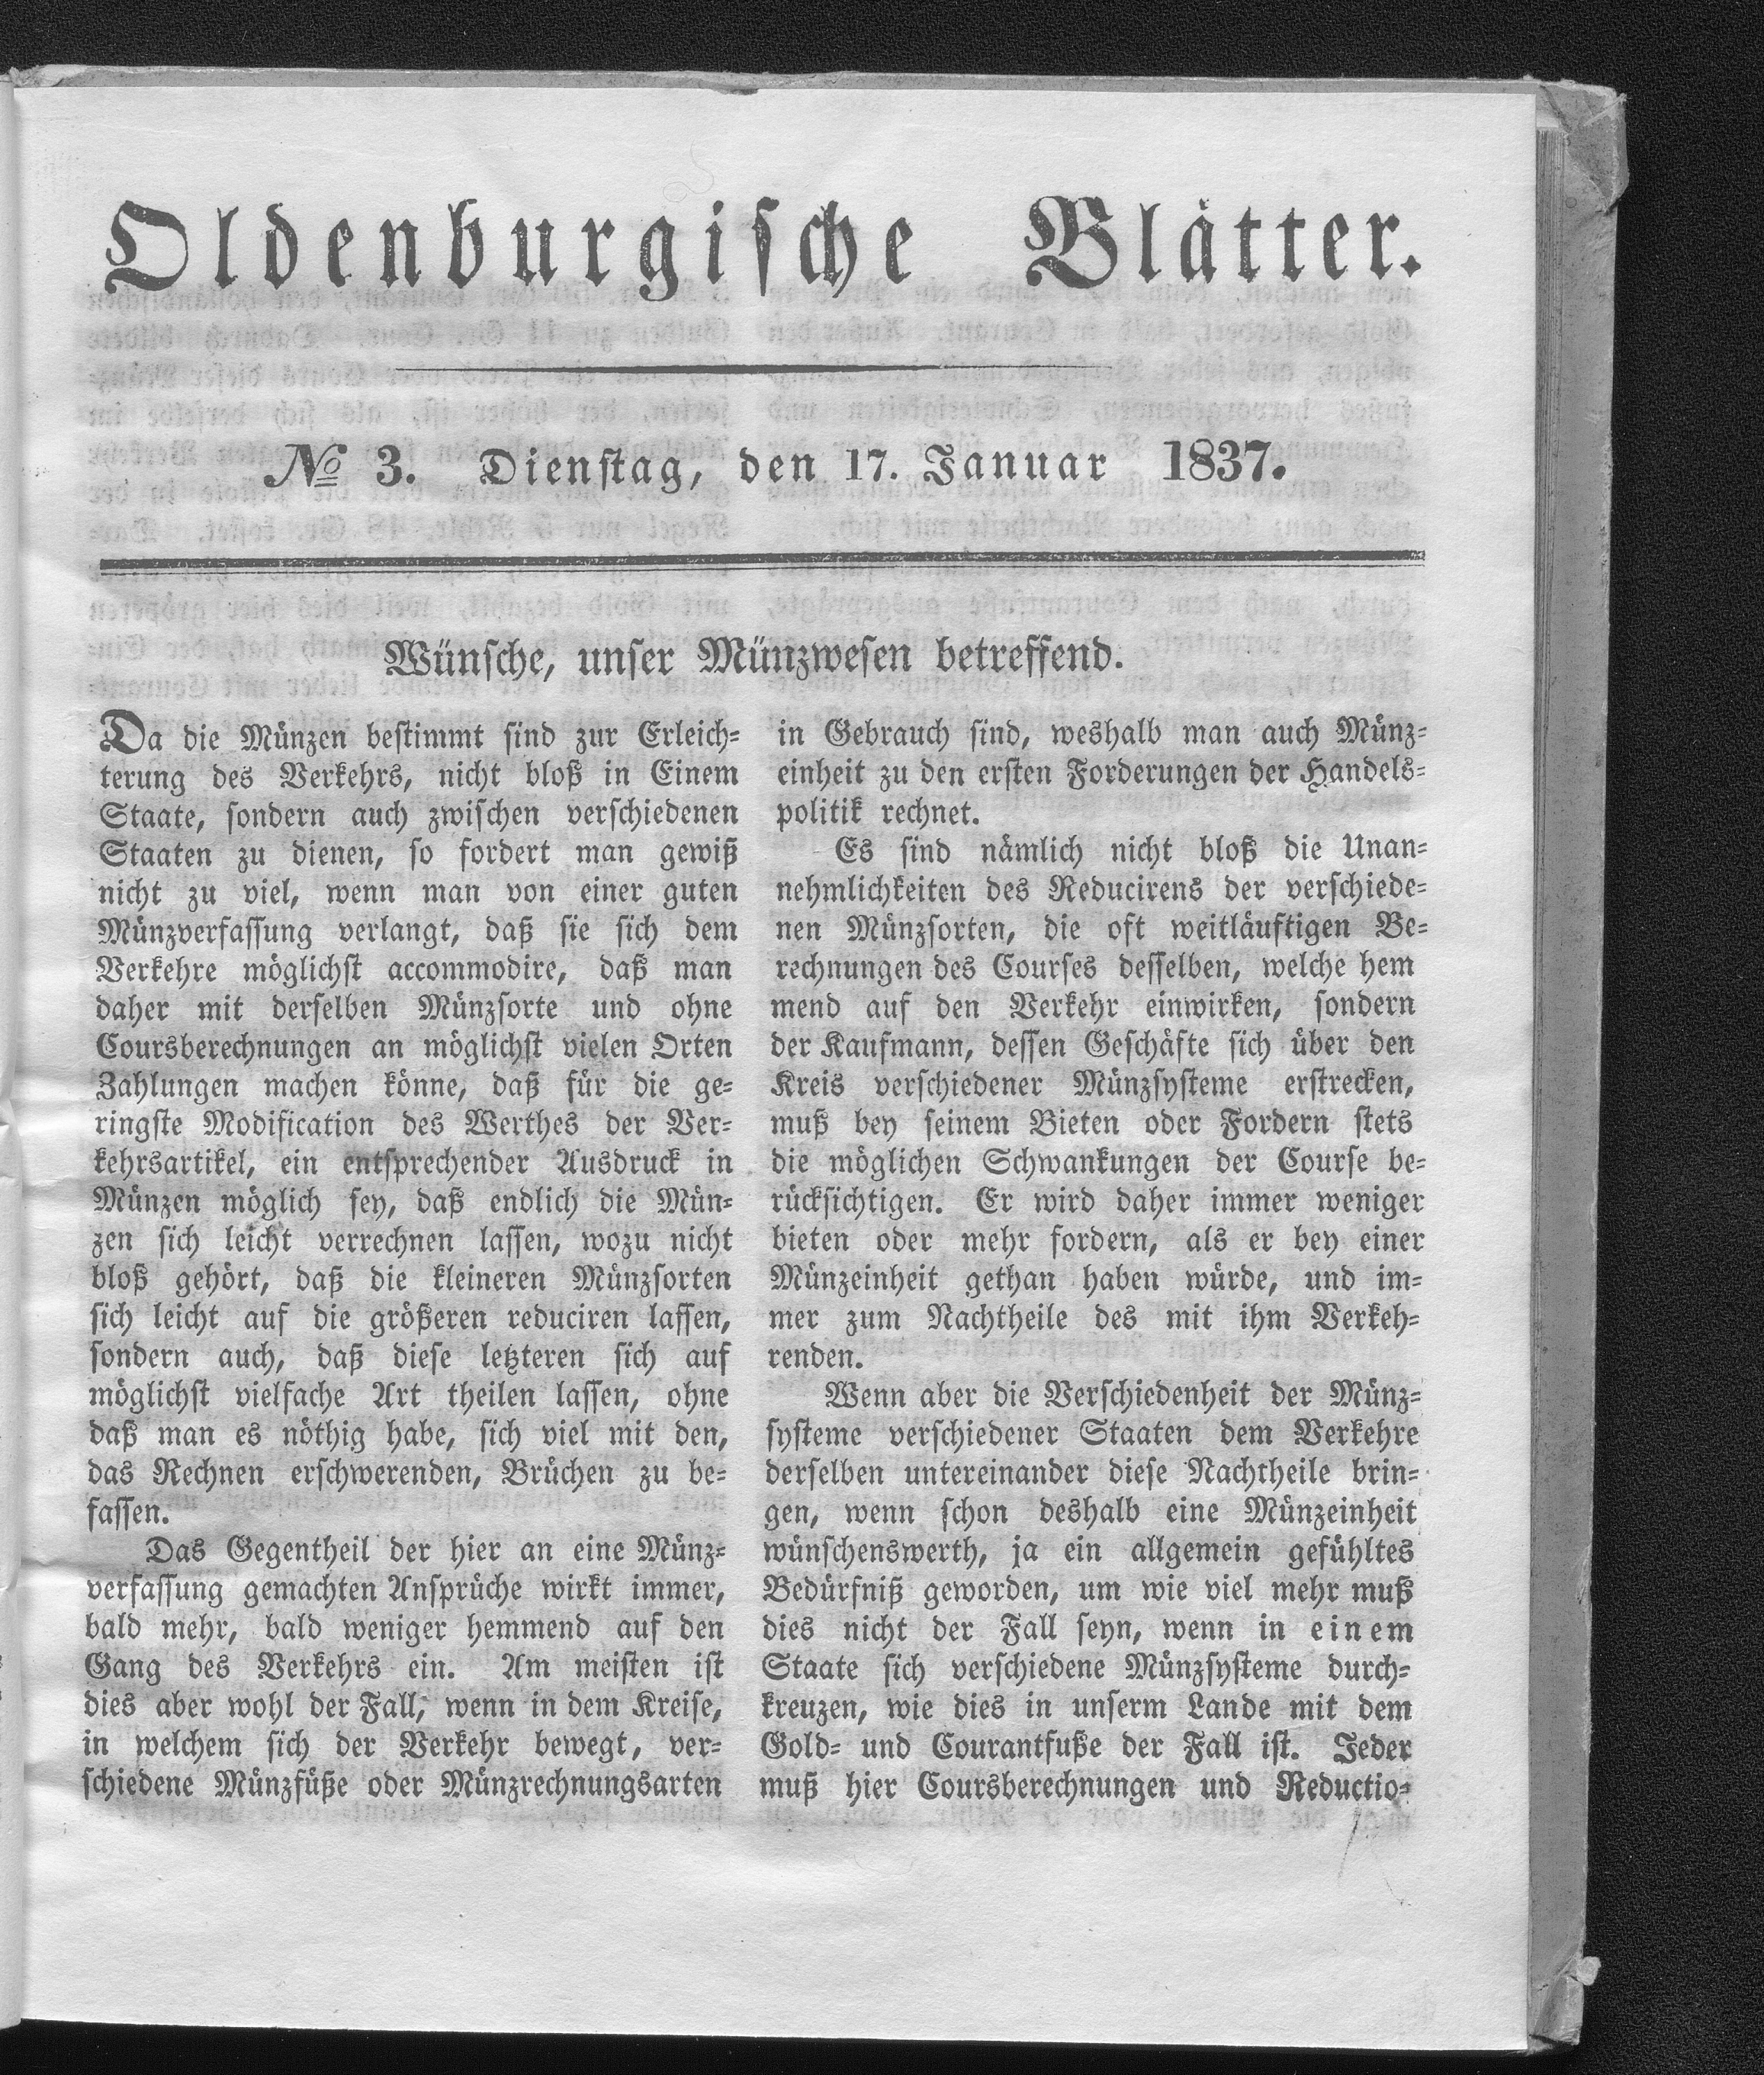 Oldenburgische Blätter.
№ 3. Dienstag, den 17. Januar 1837.
Wünsche, unser Münzwesen betreffend.
Da die Münzen bestimmt sind zur Erleich-
terung des Verkehrs, nicht bloß in Einem
Staate, sondern auch zwischen verschiedenen
Staaten zu dienen, so fordert man gewiß
nicht zu viel, wenn man von einer guten
Münzverfassung verlangt, daß sie sich dem
Verkehre möglichst accommodire, daß man
daher mit derselben Münzsorte und ohne
Coursberechnungen an möglichst vielen Orten
Zahlungen machen könne, daß für die ge-
ringste Modification des Werthes der Ver-
kehrsartikel, ein entsprechender Ausdruck in
Münzen möglich sey, daß endlich die Mün-
zen sich leicht verrechnen lassen, wozu nicht
bloß gehört, daß die kleineren Münzsorten
sich leicht auf die größeren reduciren lassen,
sondern auch, daß diese letzteren sich auf
möglichst vielfache Art theilen lassen, ohne
daß man es nöthig habe, sich viel mit den,
das Rechnen erschwerenden, Brüchen zu be-
fassen.
Das Gegentheil der hier an eine Münz-
verfassung gemachten Ansprüche wirkt immer,
bald mehr, bald weniger hemmend auf den
Gang des Verkehrs ein. Am meisten ist
dies aber wohl der Fall, wenn in dem Kreise,
in welchem sich der Verkehr bewegt, ver-
schiedene Münzfüße oder Münzrechnungsarten
in Gebrauch sind, weshalb man auch Münz-
einheit zu den ersten Forderungen der Handels-
politik rechnet.
Es sind nämlich nicht bloß die Unan-
nehmlichkeiten des Reducirens der verschiede-
nen Münzsorten, die oft weitläuftigen Be-
rechnungen des Courses desselben, welche hem
mend auf den Verkehr einwirken, sondern
der Kaufmann, dessen Geschäfte sich über den
Kreis verschiedener Münzsysteme erstrecken,
muß bey seinem Bieten oder Fordern stets
die möglichen Schwankungen der Course be-
rücksichtigen. Er wird daher immer weniger
bieten oder mehr fordern, als er bey einer
Münzeinheit gethan haben würde, und im-
mer zum Nachtheile des mit ihm Verkeh-
renden.
Wenn aber die Verschiedenheit der Münz-
systeme verschiedener Staaten dem Verkehre
derselben untereinander diese Nachtheile brin-
gen, wenn schon deshalb eine Münzeinheit
wünschenswerth, ja ein allgemein gefühltes
Bedürfniß geworden, um wie viel mehr muß
dies nicht der Fall seyn, wenn in einem
Staate sich verschiedene Münzsysteme durch-
kreuzen, wie dies in unserm Lande mit dem
Gold- und Courantfuße der Fall ist. Jeder
muß hier Coursberechnungen und Reductio-